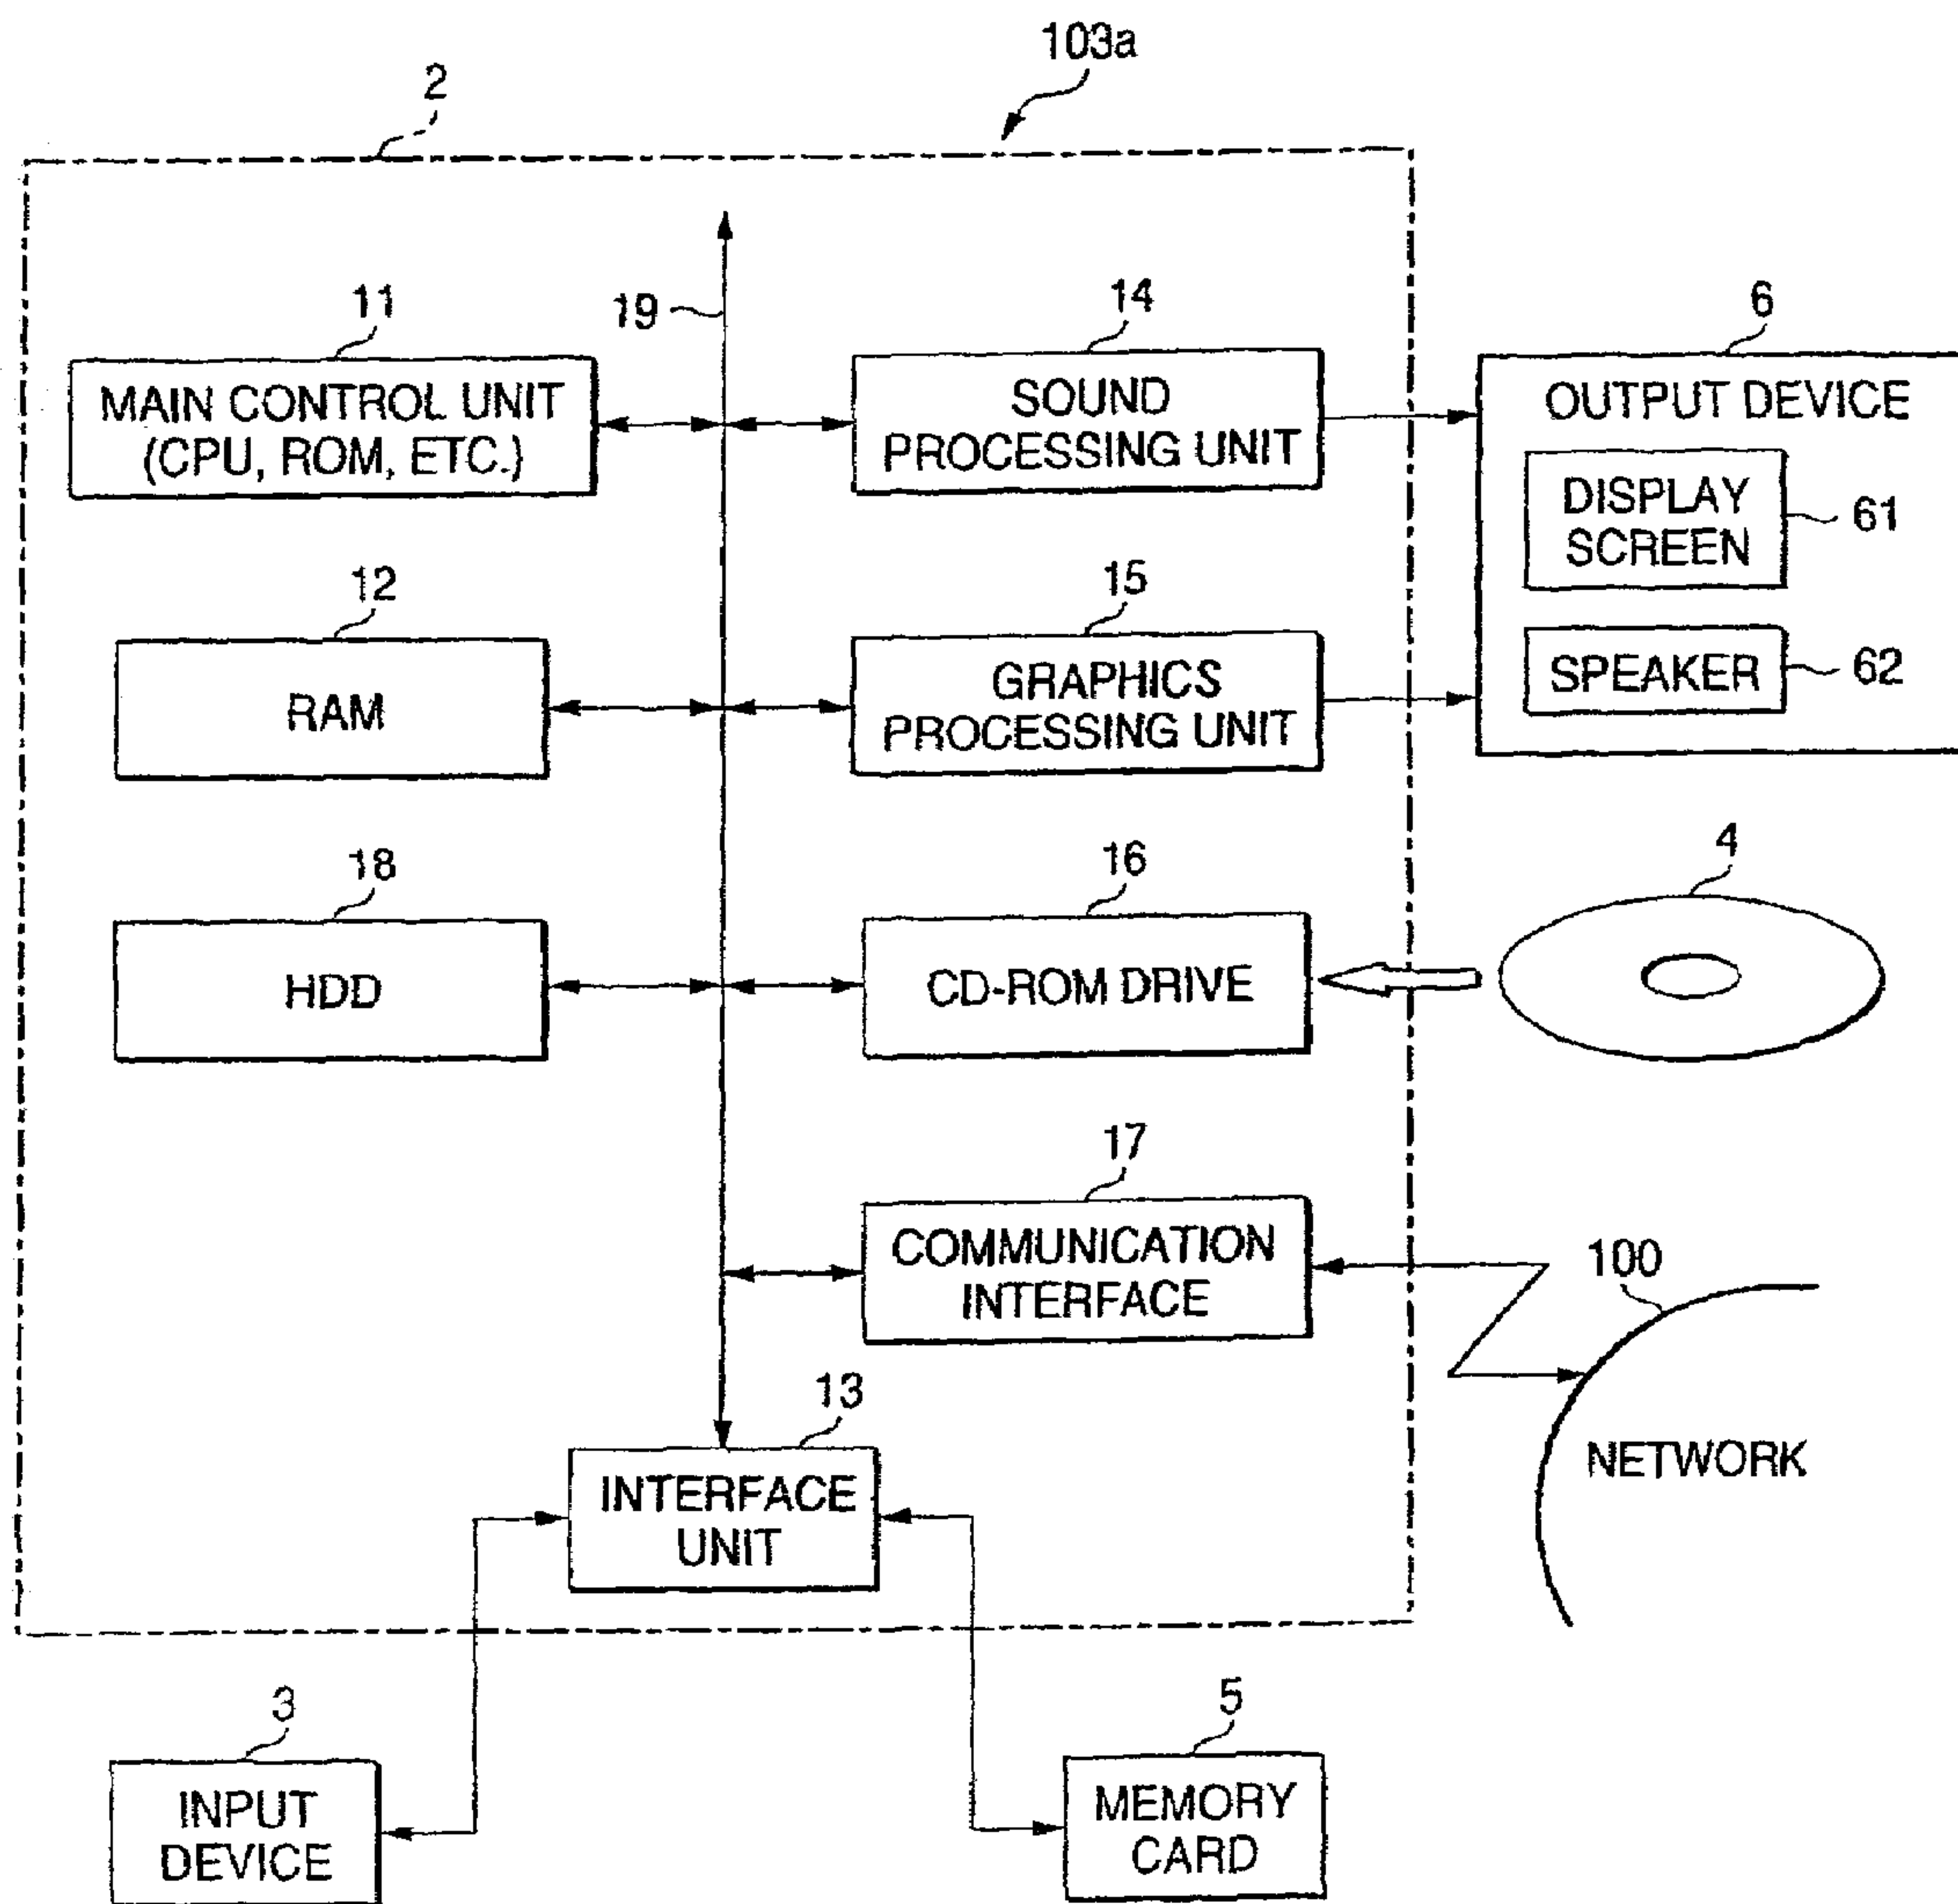 103a
2
11
19
14
6
MAIN CONTROL UNIT
(CPU, ROM, ETC.)
SOUND
PROCESSING UNIT
OUTPUT DEVICE
DISPLAY
SCREEN
61
12
15
RAM
GRAPHICS
PROCESSING UNIT
SPEAKER
62
18
16
4
HDD
CD-ROM DRIVE
17
COMMUNICATION
INTERFACE
100
NETWORK
13
INTERFACE
UNIT
3
5
INPUT
DEVICE
MEMORY
CARD